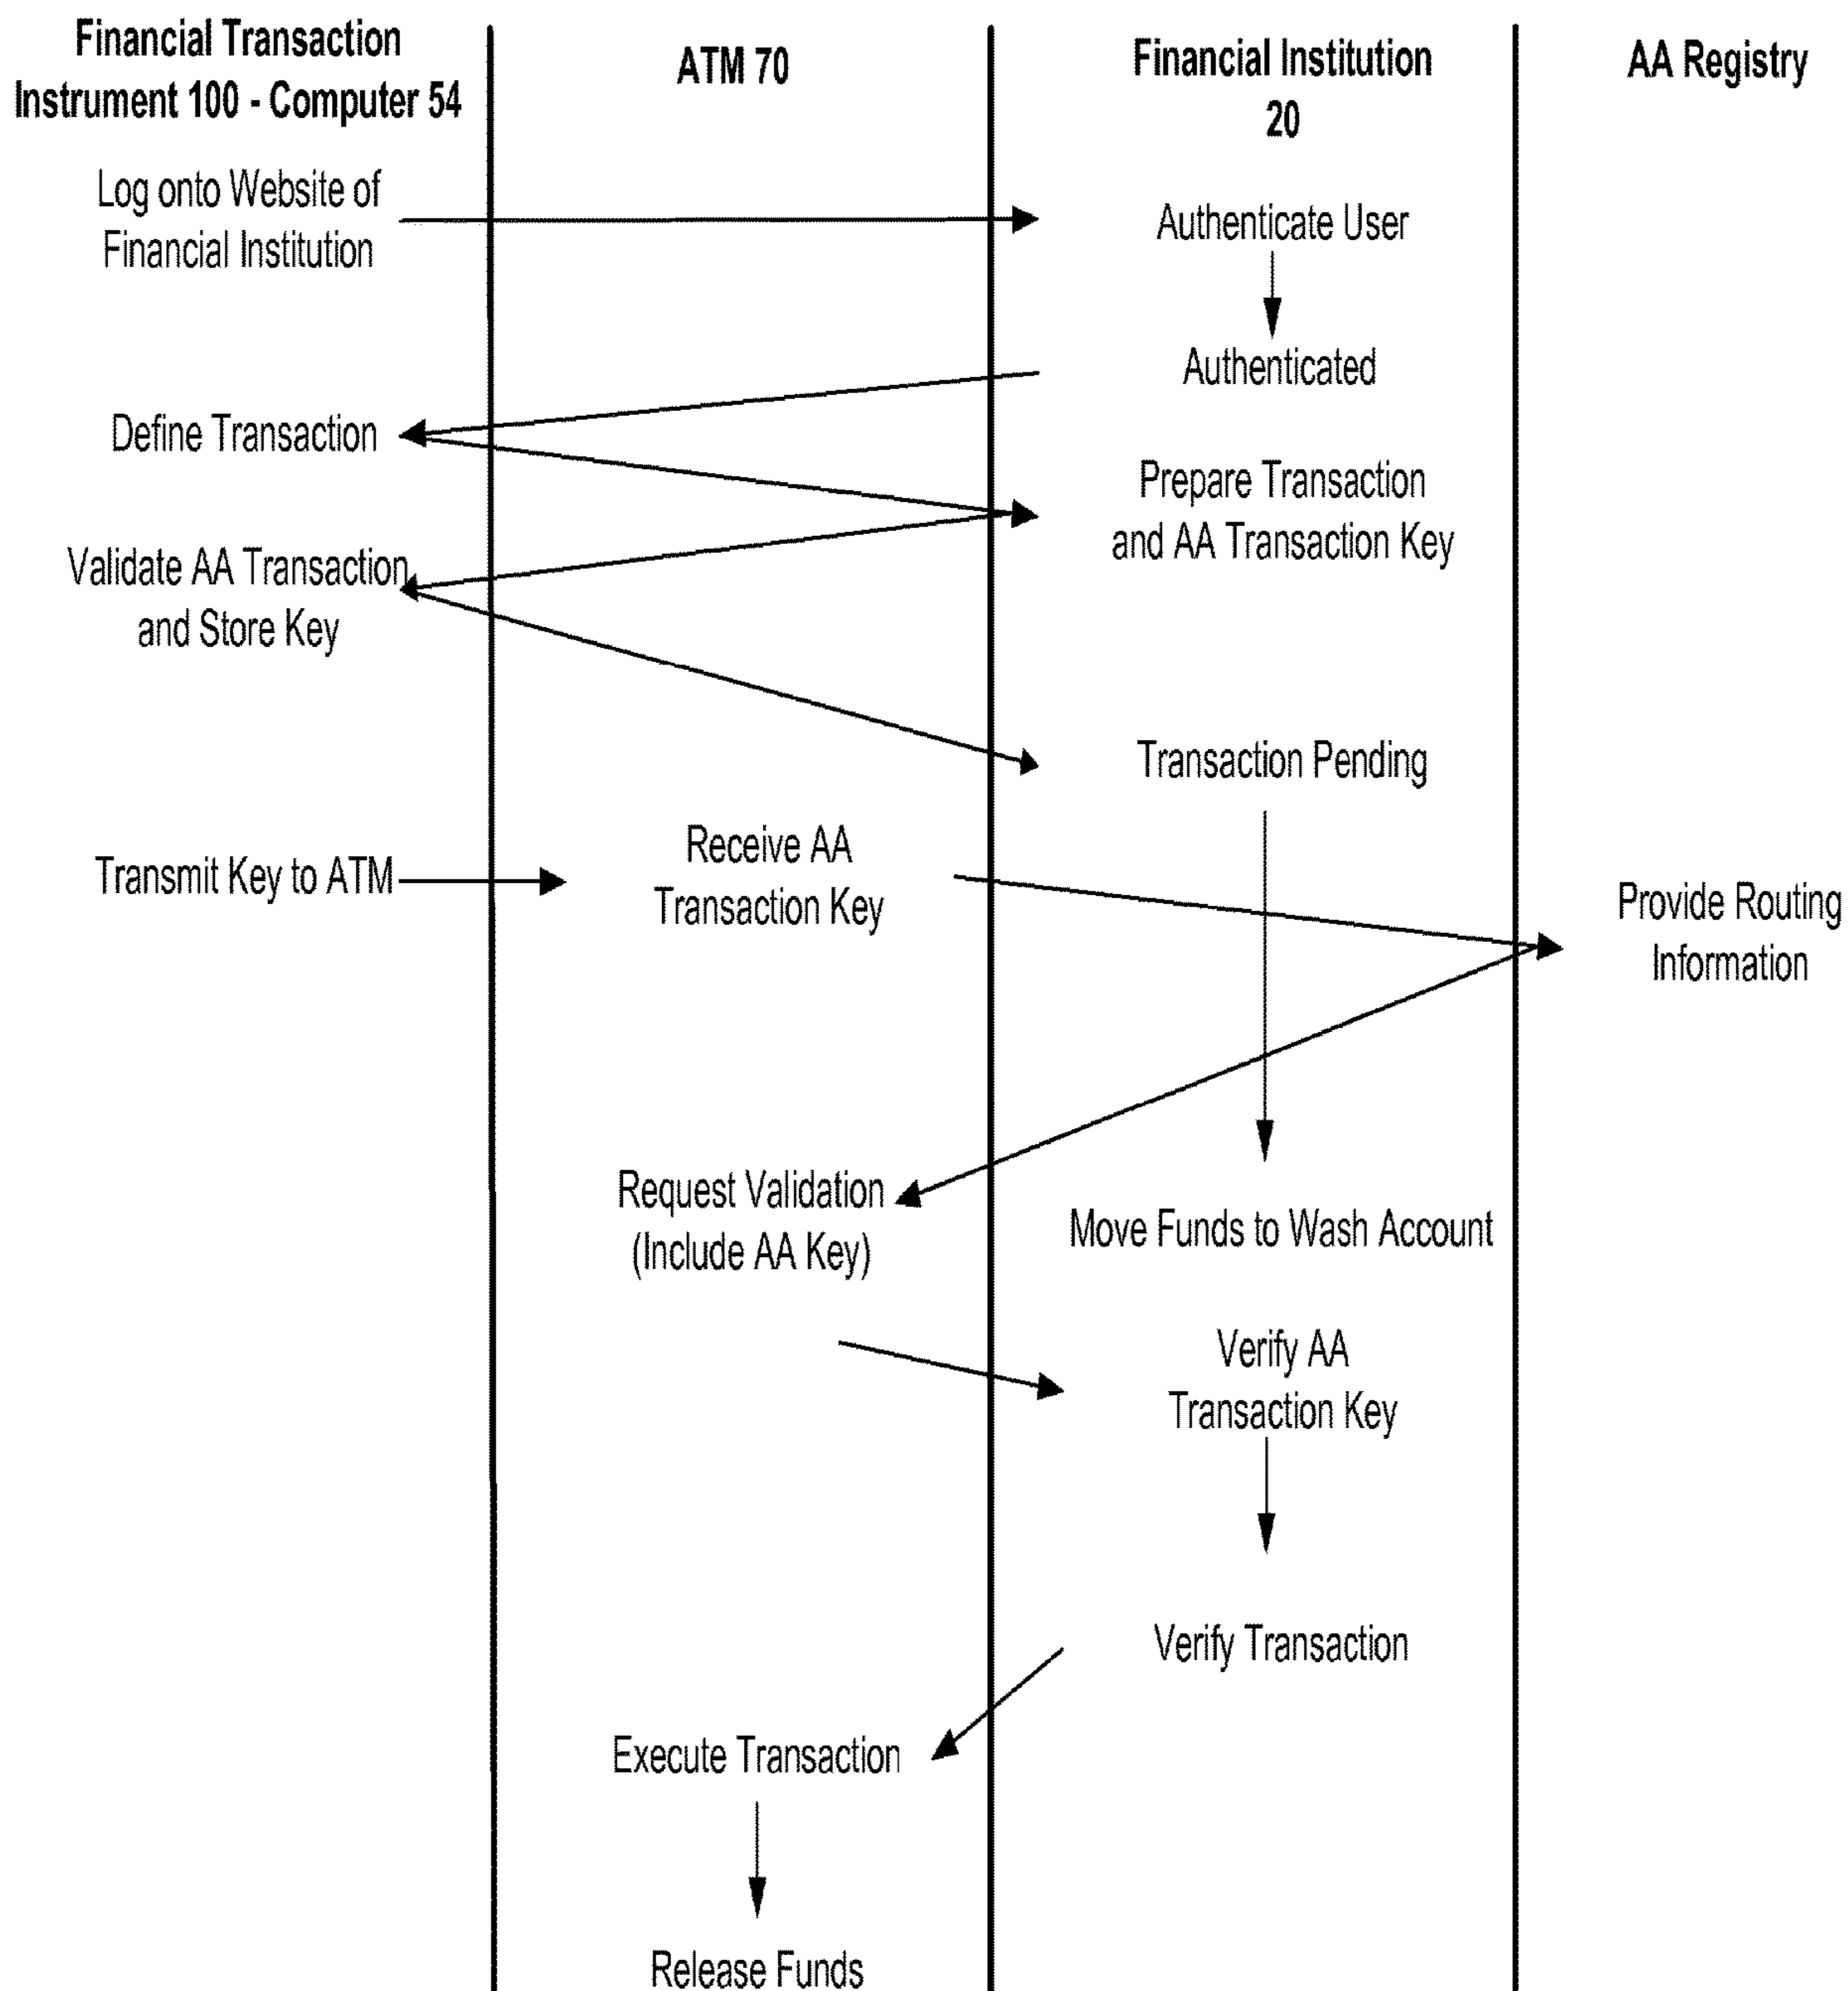 Financial Transaction
Instrument 100 - Computer 54
ATM 70
Financial Institution
20
AA Registry
Log onto Website of
Financial Institution
Authenticate User
Authenticated
Define Transaction
Prepare Transaction
and AA Transaction Key
Validate AA Transaction
and Store Key
Transaction Pending
Transmit Key to ATM
Receive AA
Transaction Key
Provide Routing
Information
Request Validation
(Include AA Key)
Move Funds to Wash Account
Verify AA
Transaction Key
Verify Transaction
Execute Transaction
Release Funds